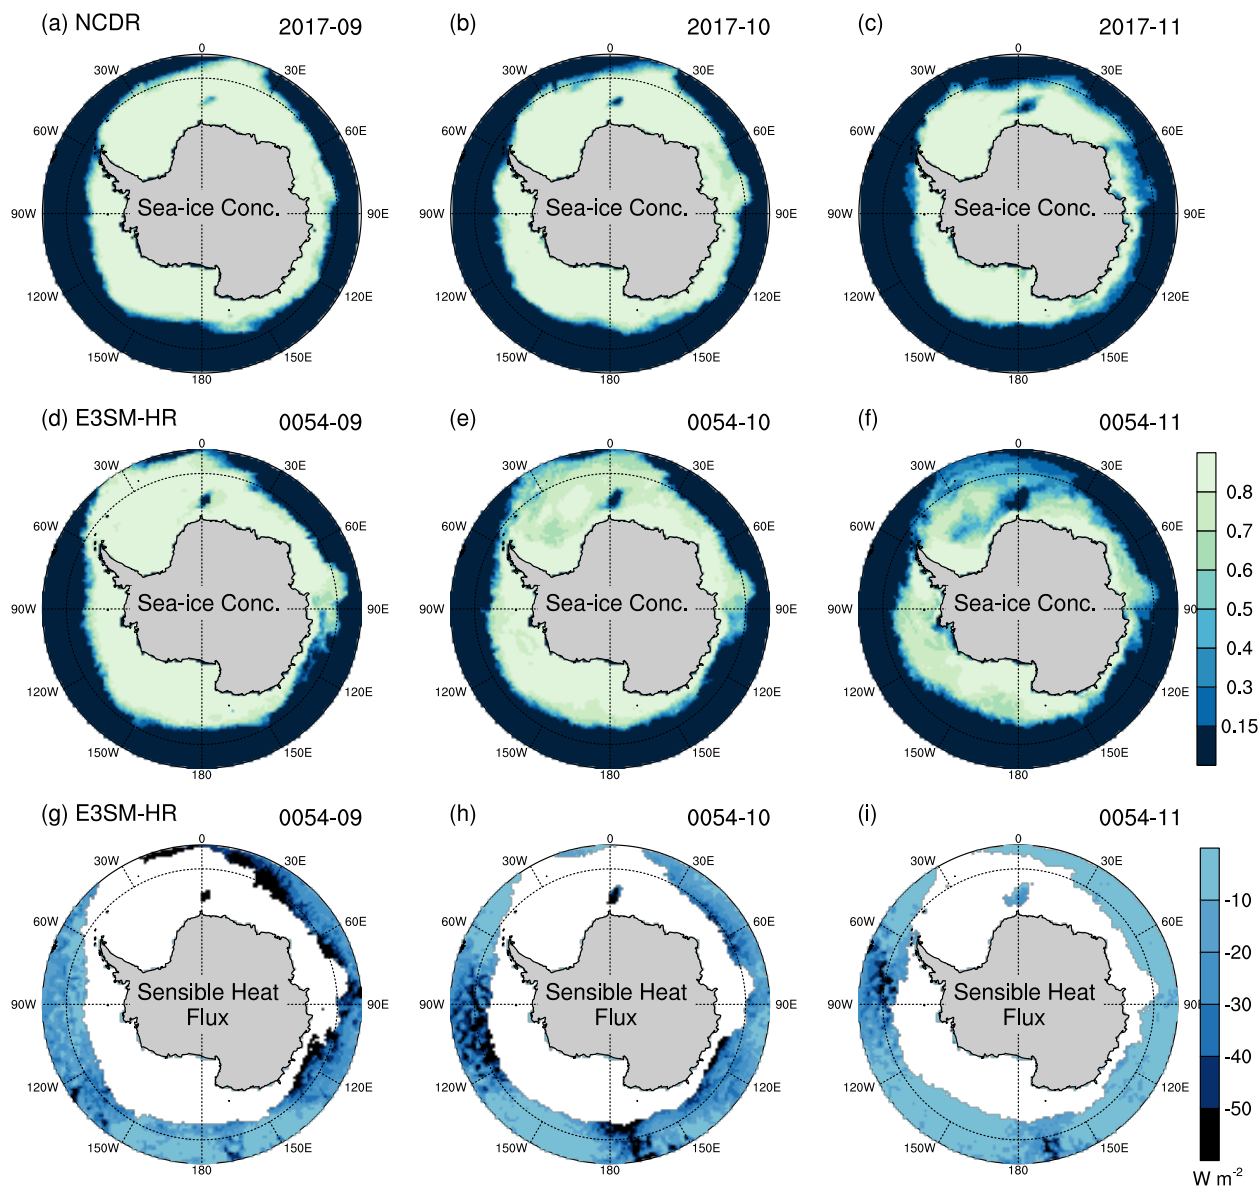 (a) NCDR 2017-09
(b) 2017-10
(c) 2017-11
0
30W 30E
60W 60E
90W 90E
120W 120E
150W 150E
180
Sea-ice Conc.
0
30W 30E
60W 60E
90W 90E
120W 120E
150W 150E
180
Sea-ice Conc.
0
30W 30E
60W 60E
90W 90E
120W 120E
150W 150E
180
Sea-ice Conc.
(d) E3SM-HR 0054-09
(e) 0054-10
(f) 0054-11
0
30W 30E
60W 60E
90W 90E
120W 120E
150W 150E
180
Sea-ice Conc.
0
30W 30E
60W 60E
90W 90E
120W 120E
150W 150E
180
Sea-ice Conc.
0
30W 30E
60W 60E
90W 90E
120W 120E
150W 150E
180
Sea-ice Conc.
0.8
0.7
0.6
0.5
0.4
0.3
0.15
(g) E3SM-HR 0054-09
(h) 0054-10
(i) 0054-11
0
30W 30E
60W 60E
90W 90E
120W 120E
150W 150E
180
Sensible Heat
Flux
0
30W 30E
60W 60E
90W 90E
120W 120E
150W 150E
180
Sensible Heat
Flux
0
30W 30E
60W 60E
90W 90E
120W 120E
150W 150E
180
Sensible Heat
Flux
-10
-20
-30
-40
-50
W m⁻²